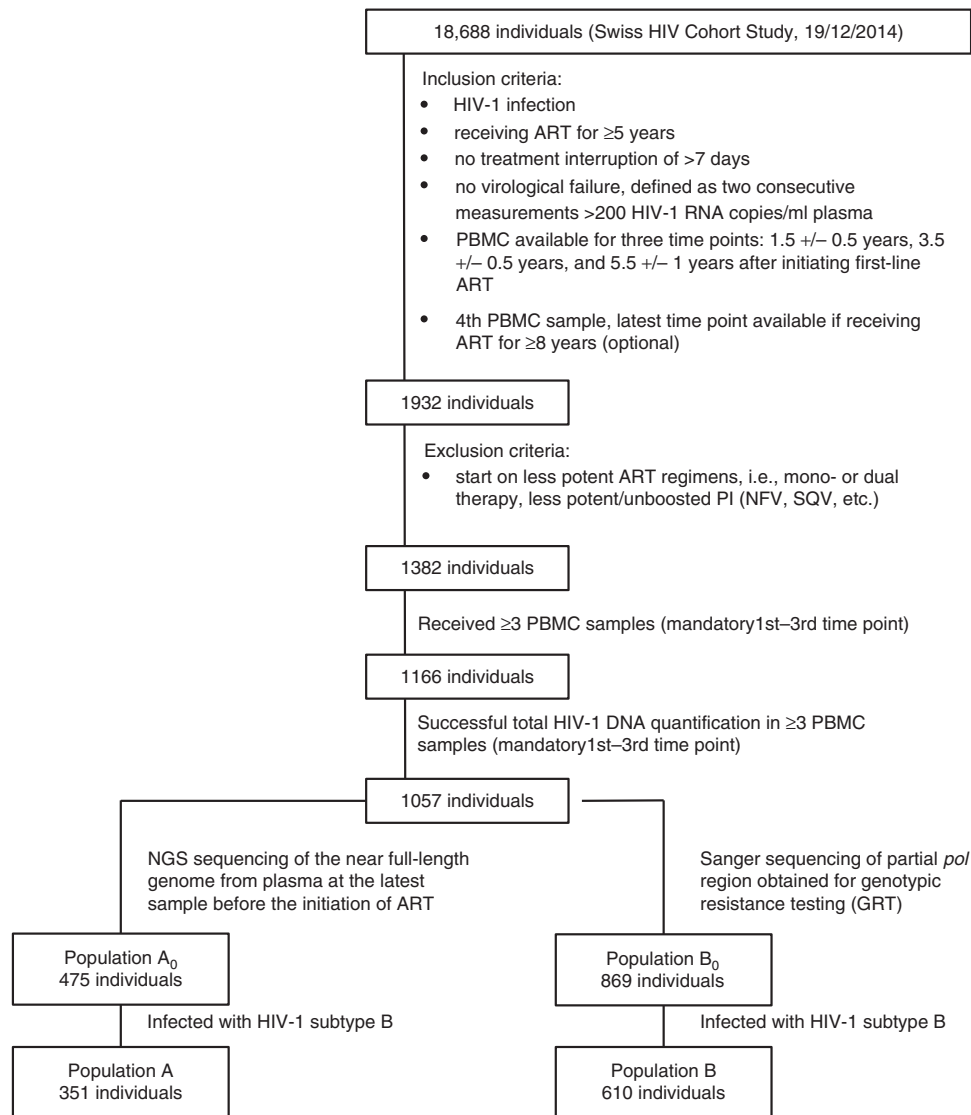 18,688 individuals (Swiss HIV Cohort Study, 19/12/2014)
Inclusion criteria:
• HIV-1 infection
• receiving ART for ≥5 years
• no treatment interruption of >7 days
• no virological failure, defined as two consecutive
measurements >200 HIV-1 RNA copies/ml plasma
• PBMC available for three time points: 1.5 +/– 0.5 years, 3.5
+/– 0.5 years, and 5.5 +/– 1 years after initiating first-line
ART
• 4th PBMC sample, latest time point available if receiving
ART for ≥8 years (optional)
1932 individuals
Exclusion criteria:
• start on less potent ART regimens, i.e., mono- or dual
therapy, less potent/unboosted PI (NFV, SQV, etc.)
1382 individuals
Received ≥3 PBMC samples (mandatory1st–3rd time point)
1166 individuals
Successful total HIV-1 DNA quantification in ≥3 PBMC
samples (mandatory1st–3rd time point)
1057 individuals
NGS sequencing of the near full-length
genome from plasma at the latest
sample before the initiation of ART
Sanger sequencing of partial pol
region obtained for genotypic
resistance testing (GRT)
Population A₀
475 individuals
Population B₀
869 individuals
Infected with HIV-1 subtype B
Infected with HIV-1 subtype B
Population A
351 individuals
Population B
610 individuals